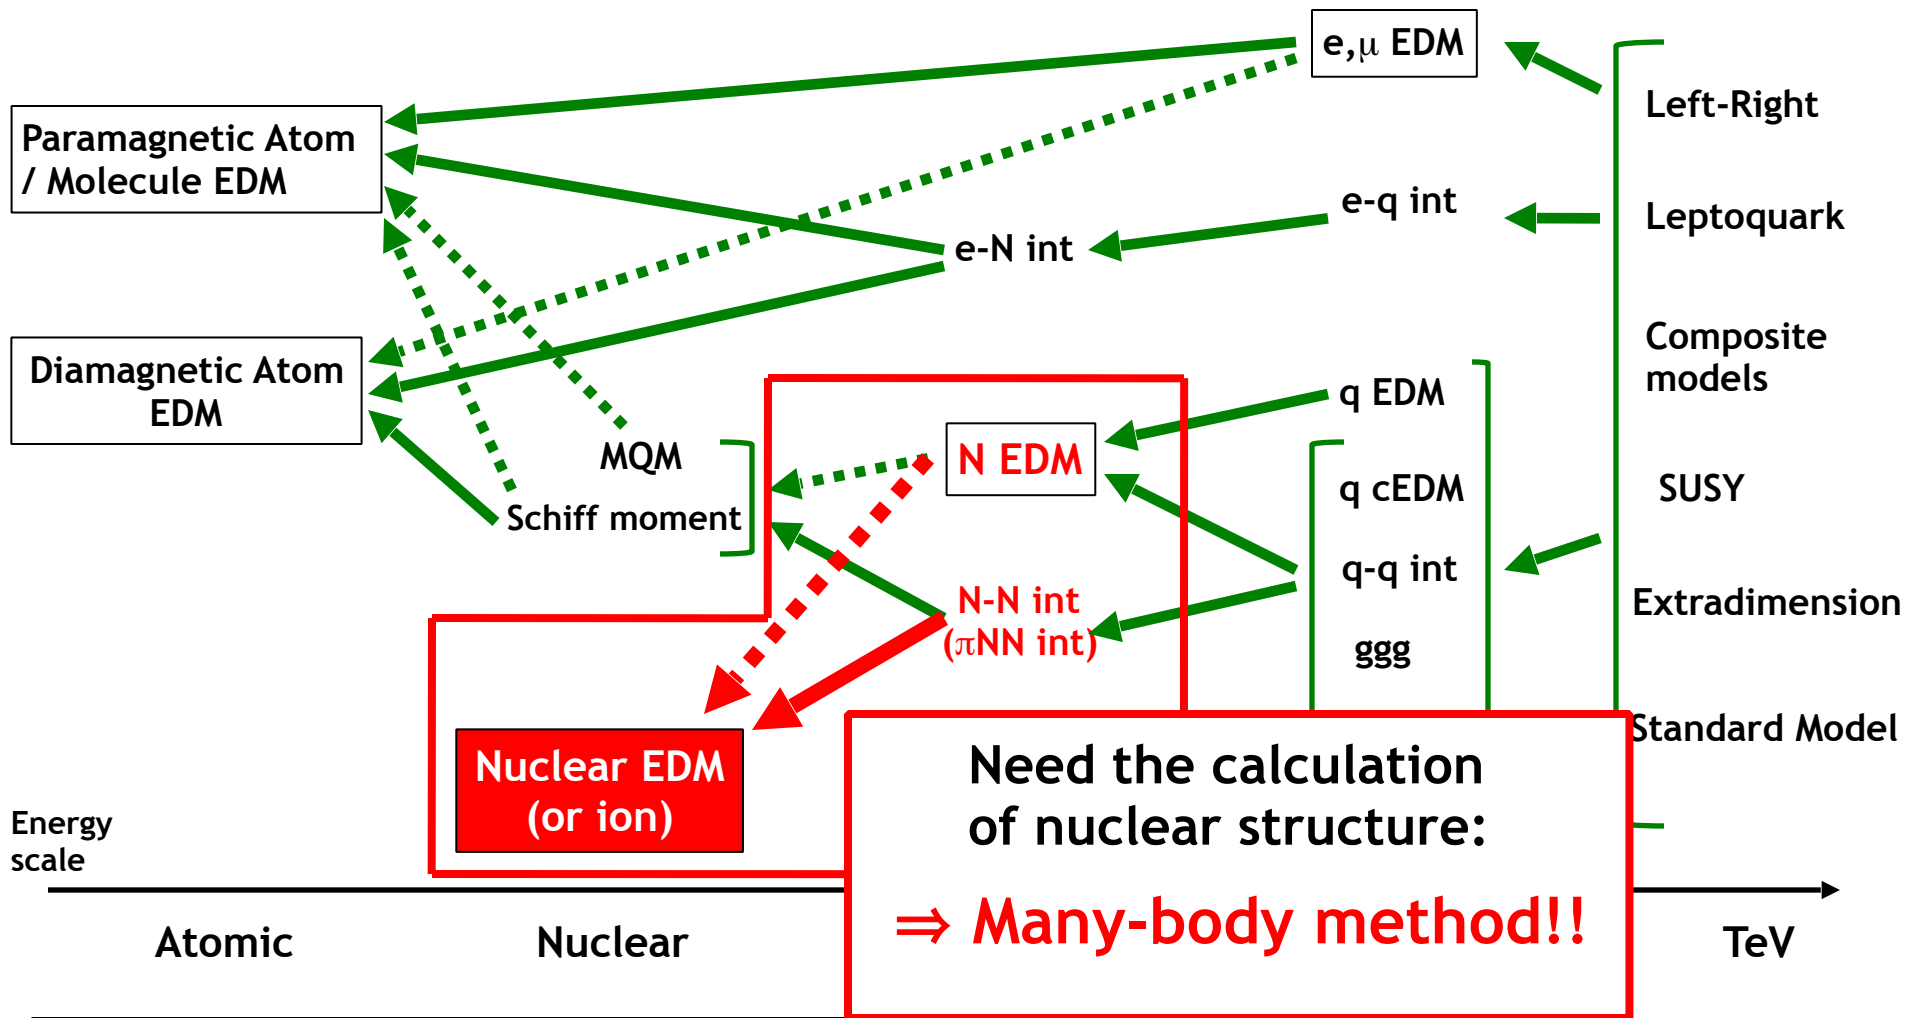 e,μ EDM
Left-Right
Paramagnetic Atom
/ Molecule EDM
e-q int
Leptoquark
e-N int
Composite
models
Diamagnetic Atom
EDM
q EDM
MQM
N EDM
q cEDM
SUSY
Schiff moment
q-q int
N-N int
(πNN int)
Extradimension
ggg
Standard Model
Nuclear EDM
(or ion)
Need the calculation
of nuclear structure:
⇒ Many-body method!!
Energy
scale
Atomic
Nuclear
TeV